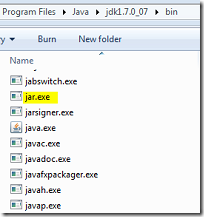 Program Files ▸ Java ▸ jdk1.7.0_07 ▸ bin
Burn New folder
jabswitch.exe
jar.exe
jarsigner.exe
java.exe
javac.exe
javadoc.exe
javafxpackager.exe
javah.exe
javap.exe